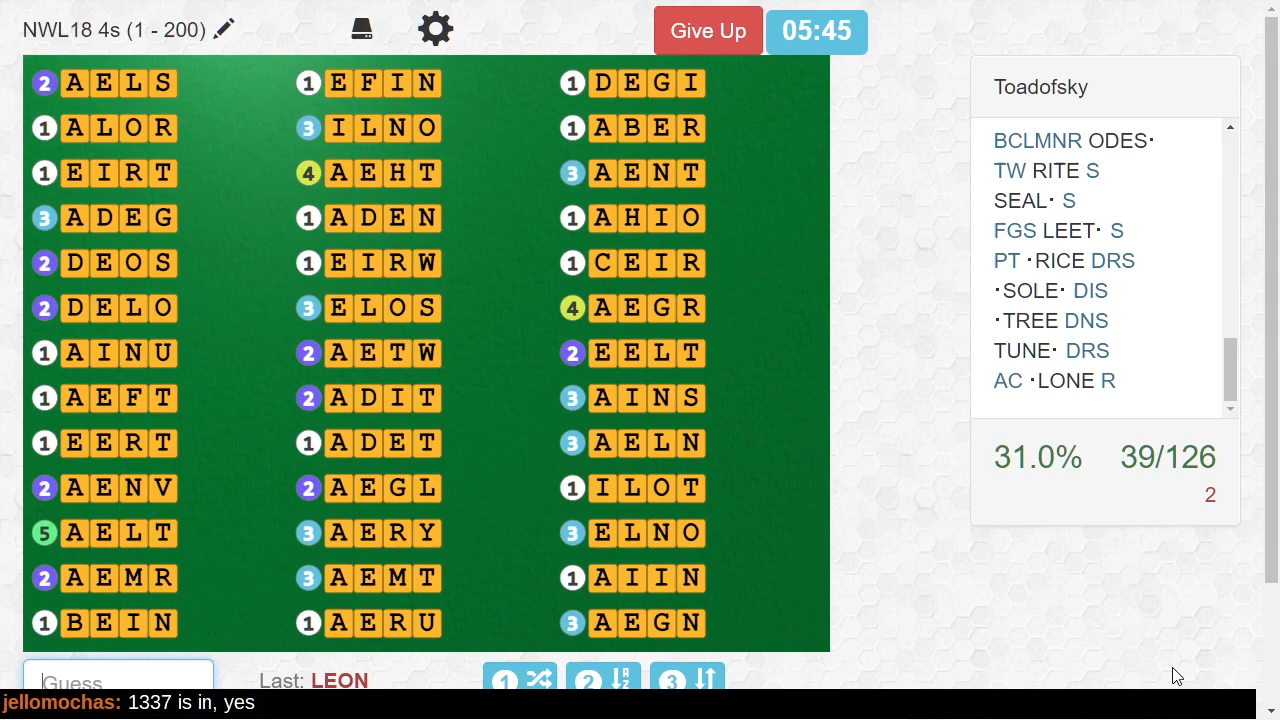 NWL18 4s (1 - 200) Give Up 05:45
2 AELS 1 EFIN 1 DEGI
1 ALOR 3 ILNO 1 ABER
1 EIRT 4 AEHT 3 AENT
3 ADEG 1 ADEN 1 AHIO
2 DEOS 1 EIRW 1 CEIR
2 DELO 3 ELOS 4 AEGR
1 AINU 2 AETW 2 EELT
1 AEFT 2 ADIT 3 AINS
1 EERT 1 ADET 3 AELN
2 AENV 2 AEGL 1 ILOT
5 AELT 3 AERY 3 ELNO
2 AEMR 3 AEMT 1 AIIN
1 BEIN 1 AERU 3 AEGN
Guess Last: LEON 1 2 3
Toadofsky
BCLMNR ODES·
TW RITE S
SEAL· S
FGS LEET· S
PT ·RICE DRS
·SOLE· DIS
·TREE DNS
TUNE· DRS
AC ·LONE R
31.0% 39/126
2
jellomochas: 1337 is in, yes